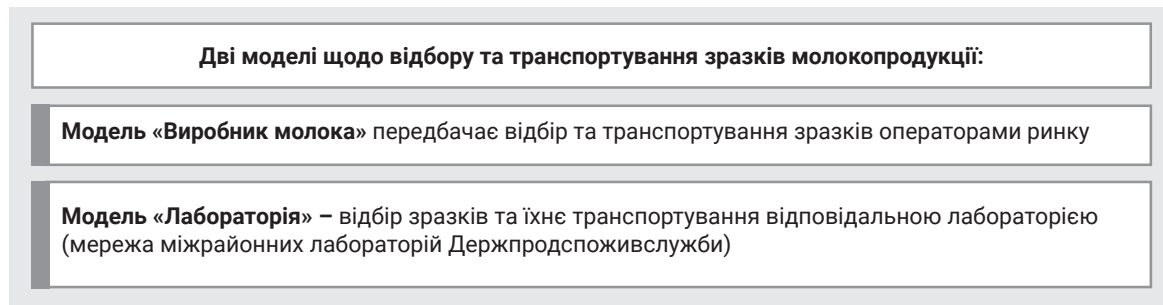 Дві моделі щодо відбору та транспортування зразків молокопродукції:
Модель «Виробник молока» передбачає відбір та транспортування зразків операторами ринку
Модель «Лабораторія» – відбір зразків та їхнє транспортування відповідальною лабораторією
(мережа міжрайонних лабораторій Держпродспоживслужби)